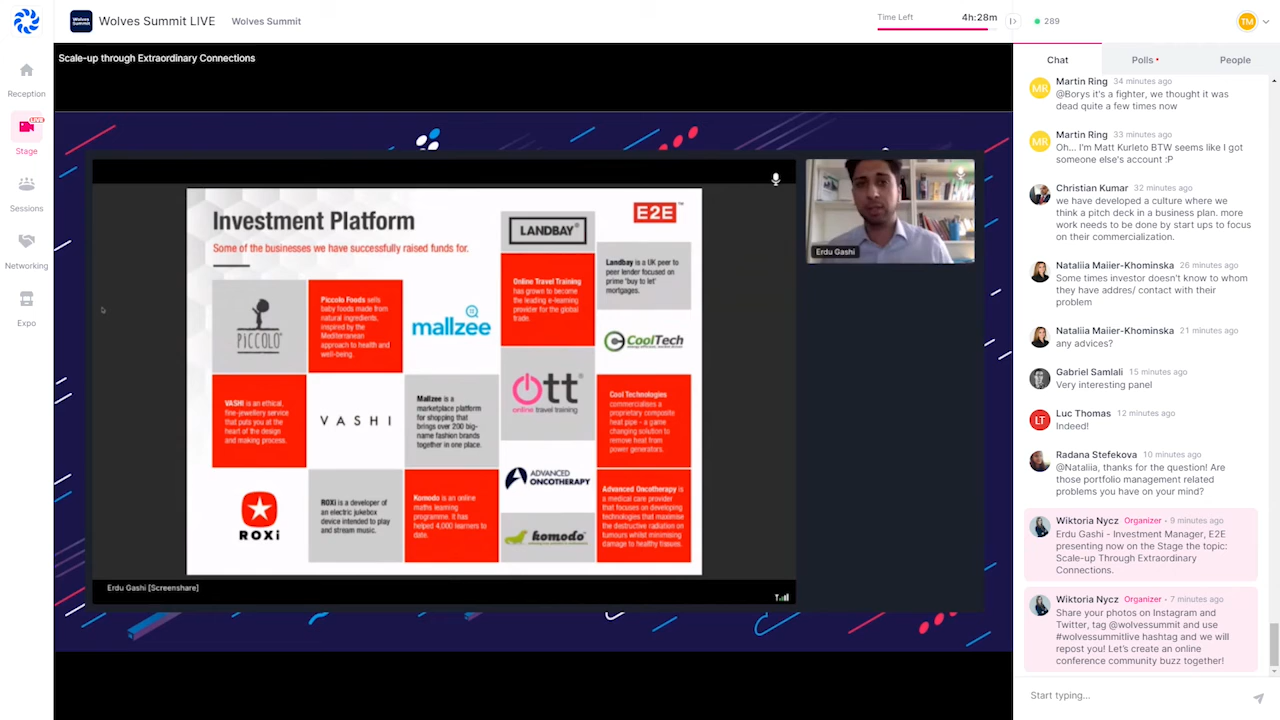 Wolves Summit
Wolves Summit LIVE
Wolves Summit
Time Left
4h:28m
289
TM
Reception
LIVE
Stage
Sessions
Networking
Expo
Scale-up through Extraordinary Connections
Investment Platform
Some of the businesses we have successfully raised funds for.
E2E™
LANDBAY®
Landbay is a UK peer to
peer lender focused on
prime 'buy to let'
mortgages.
Online Travel Training
has grown to become
the leading e-learning
provider for the global
trade.
PICCOLO
Piccolo Foods sells
baby foods made from
natural ingredients,
inspired by the
Mediterranean
approach to health and
well-being.
mallzee
CoolTech
VASHI is an ethical,
fine-jewellery service
that puts you at the
heart of the design
and making process.
VASHI
Mallzee is a
marketplace platform
for shopping that
brings over 200 big-
name fashion brands
together in one place.
ott®
online travel training
Cool Technologies
commercialises a
proprietary composite
heat pipe - a game
changing solution to
remove heat from
power generators.
ROXi
ROXi is a developer of
an electric jukebox
device intended to play
and stream music.
Komodo is an online
maths learning
programme. It has
helped 4,000 learners to
date.
ADVANCED
ONCOTHERAPY
komodo
Advanced Oncotherapy is
a medical care provider
that focuses on developing
technologies that maximise
the destructive radiation on
tumours whilst minimising
damage to healthy tissues.
Erdu Gashi [Screenshare]
Erdu Gashi
Chat
Polls
People
MR
Martin Ring 34 minutes ago
@Borys it's a fighter, we thought it was
dead quite a few times now
MR
Martin Ring 33 minutes ago
Oh... I'm Matt Kurleto BTW seems like I got
someone else's account :P
Christian Kumar 32 minutes ago
we have developed a culture where we
think a pitch deck in a business plan. more
work needs to be done by start ups to focus
on their commercialization.
Nataliia Maiier-Khominska 26 minutes ago
Some times investor doesn't know to whom
they have addres/ contact with their
problem
Nataliia Maiier-Khominska 21 minutes ago
any advices?
Gabriel Samlali 15 minutes ago
Very interesting panel
LT
Luc Thomas 12 minutes ago
Indeed!
Radana Stefekova 10 minutes ago
@Nataliia, thanks for the question! Are
those portfolio management related
problems you have on your mind?
Wiktoria Nycz Organizer • 9 minutes ago
Erdu Gashi - Investment Manager, E2E
presenting now on the Stage the topic:
Scale-up Through Extraordinary
Connections.
Wiktoria Nycz Organizer • 7 minutes ago
Share your photos on Instagram and
Twitter, tag @wolvessummit and use
#wolvessummitlive hashtag and we will
repost you! Let's create an online
conference community buzz together!
Start typing...